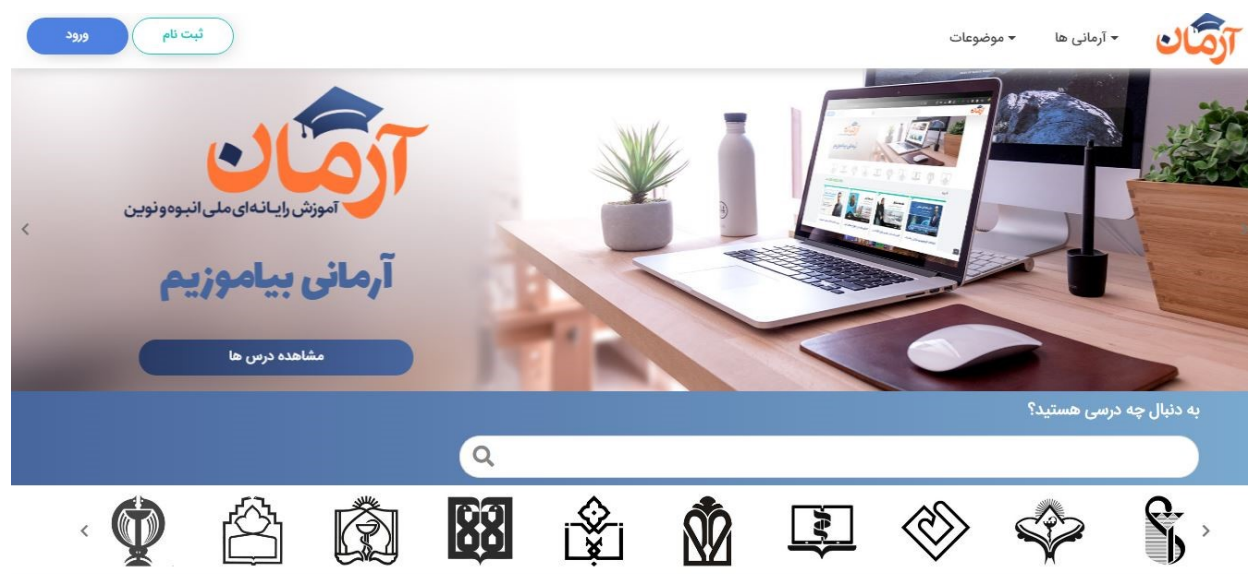 آرمان
آرمانی ها
موضوعات
ثبت نام
ورود
آرمان
آموزش رایانه‌ای ملی انبوه و نوین
آرمانی بیاموزیم
مشاهده درس ها
به دنبال چه درسی هستید؟